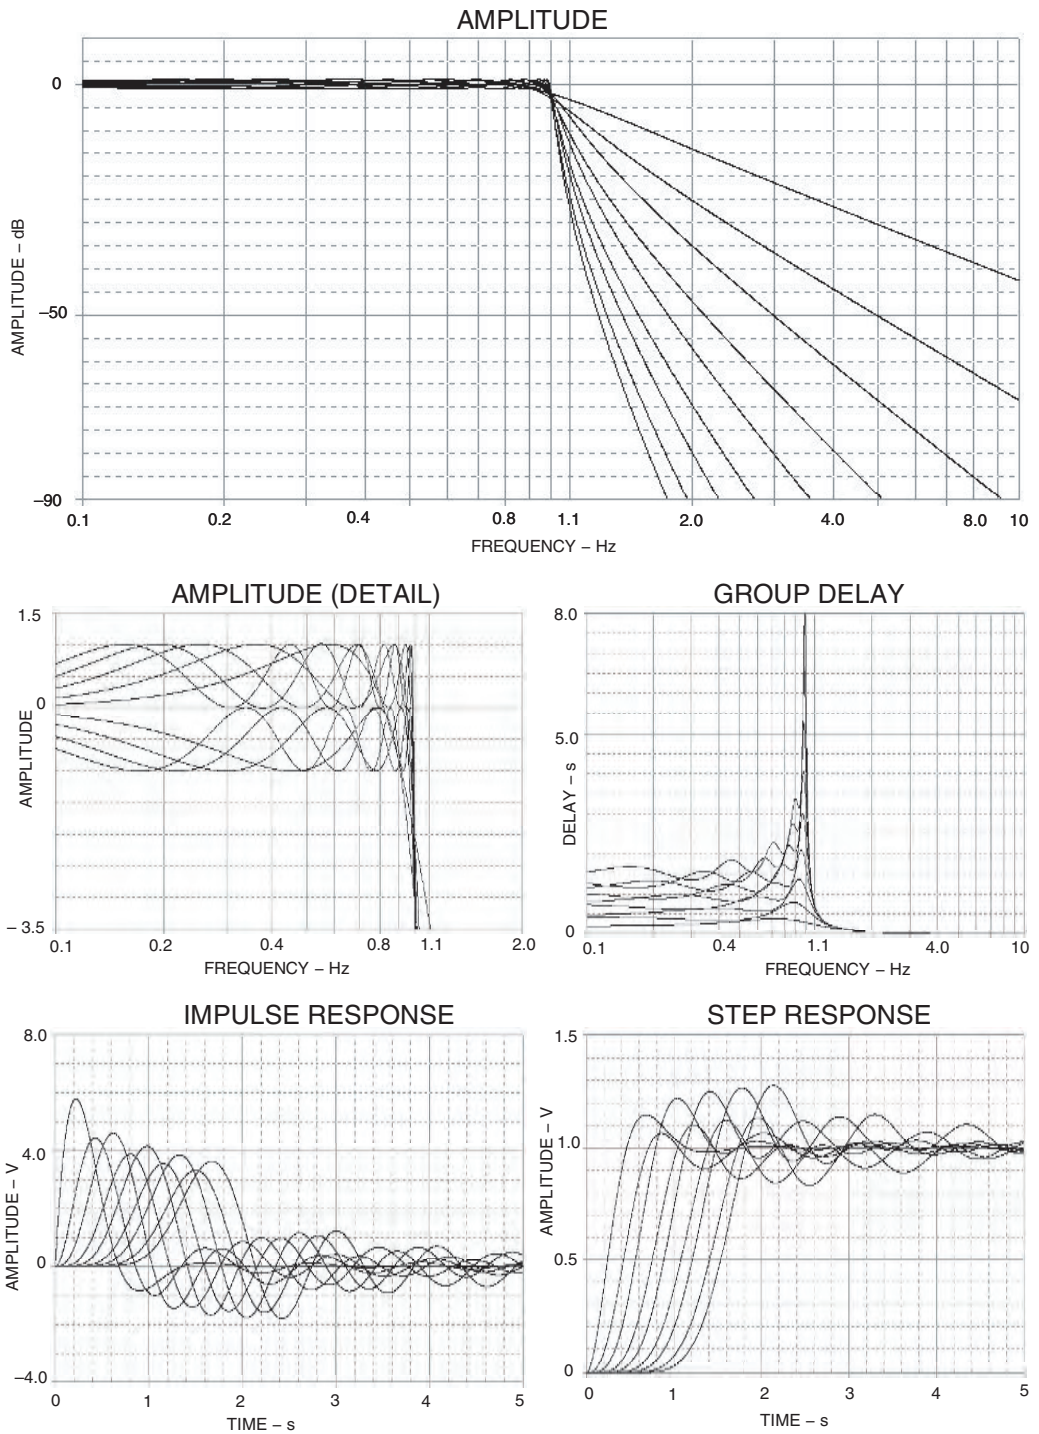 AMPLITUDE
0
–50
–90
AMPLITUDE – dB
0.1 0.2 0.4 0.8 1.1 2.0 4.0 8.0 10
FREQUENCY – Hz
AMPLITUDE (DETAIL)
1.5
0
–3.5
AMPLITUDE
0.1 0.2 0.4 0.8 1.1 2.0
FREQUENCY – Hz
GROUP DELAY
8.0
5.0
0
DELAY – s
0.1 0.4 1.1 4.0 10
FREQUENCY – Hz
IMPULSE RESPONSE
8.0
4.0
0
–4.0
AMPLITUDE – V
0 1 2 3 4 5
TIME – s
STEP RESPONSE
1.5
1.0
0.5
0
AMPLITUDE – V
0 1 2 3 4 5
TIME – s